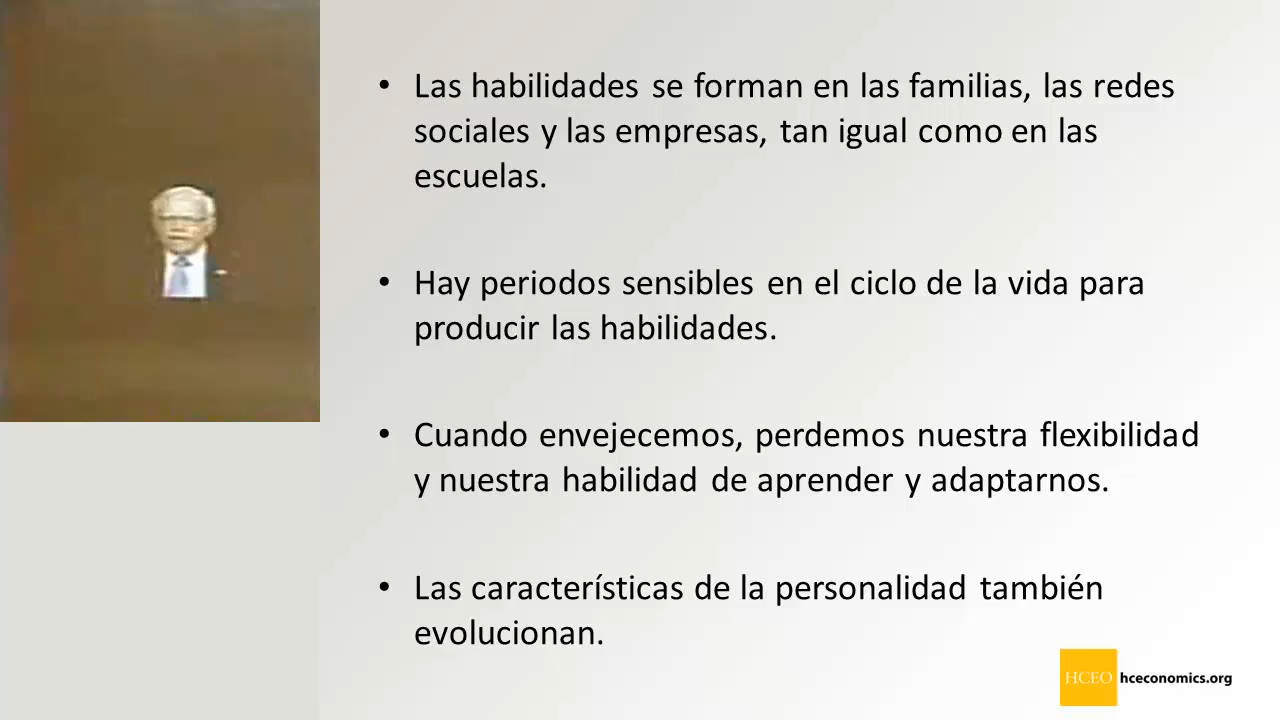 • Las habilidades se forman en las familias, las redes
sociales y las empresas, tan igual como en las
escuelas.
• Hay periodos sensibles en el ciclo de la vida para
producir las habilidades.
• Cuando envejecemos, perdemos nuestra flexibilidad
y nuestra habilidad de aprender y adaptarnos.
• Las características de la personalidad también
evolucionan.
HCEO hceconomics.org